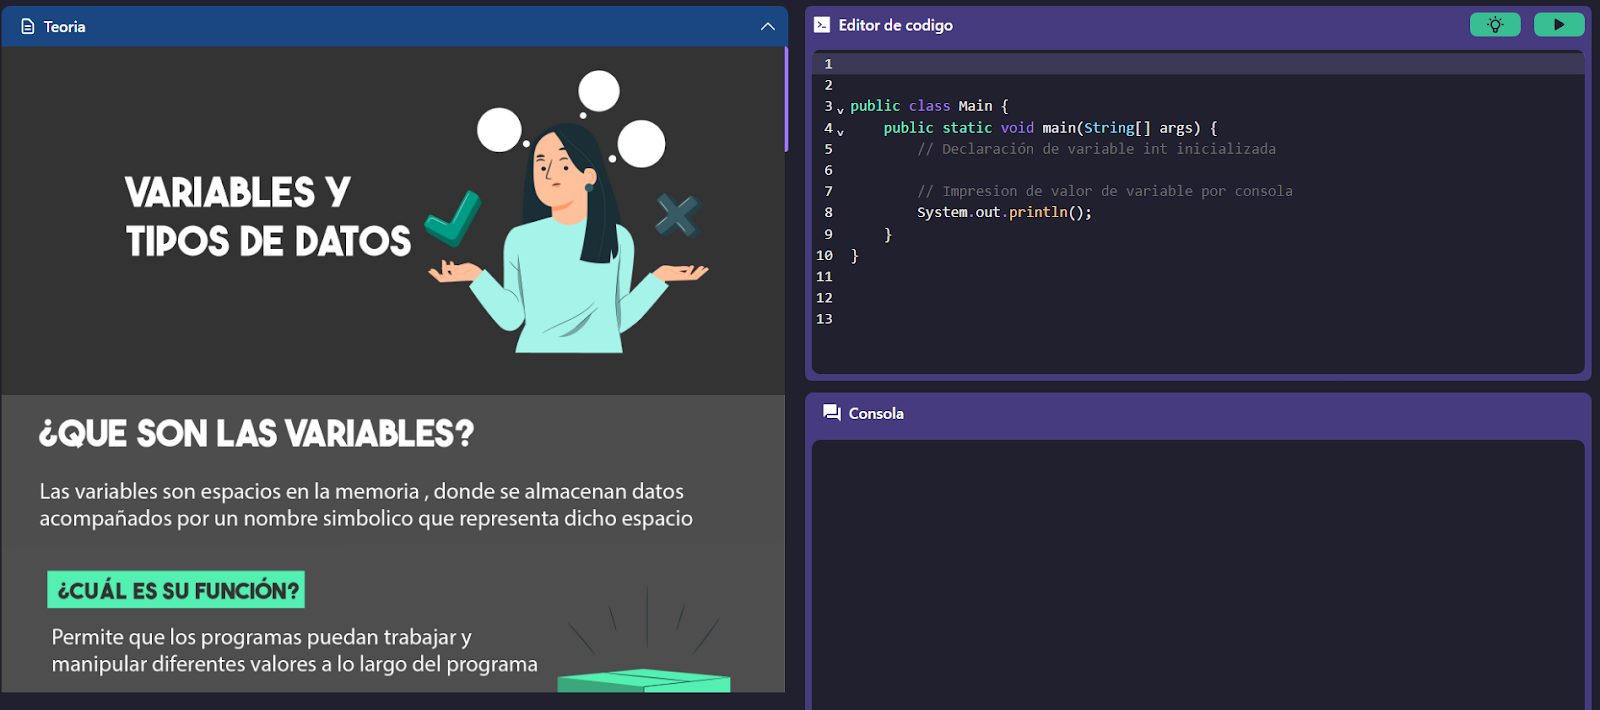 Teoria
VARIABLES Y
TIPOS DE DATOS
¿QUE SON LAS VARIABLES?
Las variables son espacios en la memoria , donde se almacenan datos
acompañados por un nombre simbolico que representa dicho espacio
¿CUÁL ES SU FUNCIÓN?
Permite que los programas puedan trabajar y
manipular diferentes valores a lo largo del programa
Editor de codigo
1
2
3 public class Main {
4     public static void main(String[] args) {
5         // Declaración de variable int inicializada
6
7         // Impresion de valor de variable por consola
8         System.out.println();
9     }
10 }
11
12
13
Consola